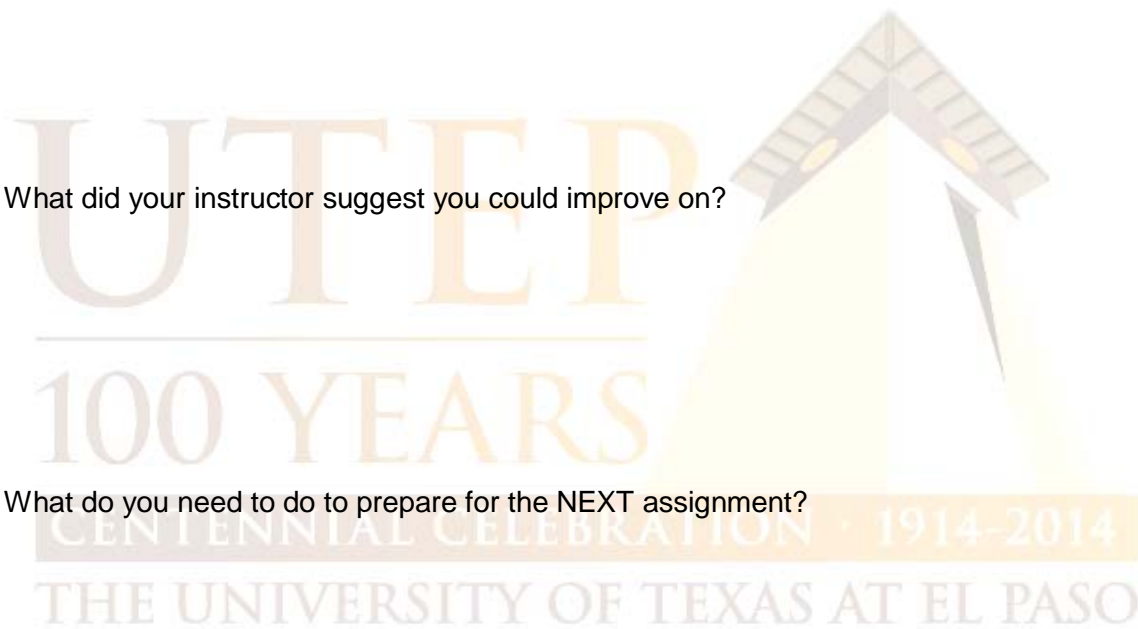 UTEP
What did your instructor suggest you could improve on?
100 YEARS
What do you need to do to prepare for the NEXT assignment?
CENTENNIAL CELEBRATION · 1914-2014
THE UNIVERSITY OF TEXAS AT EL PASO